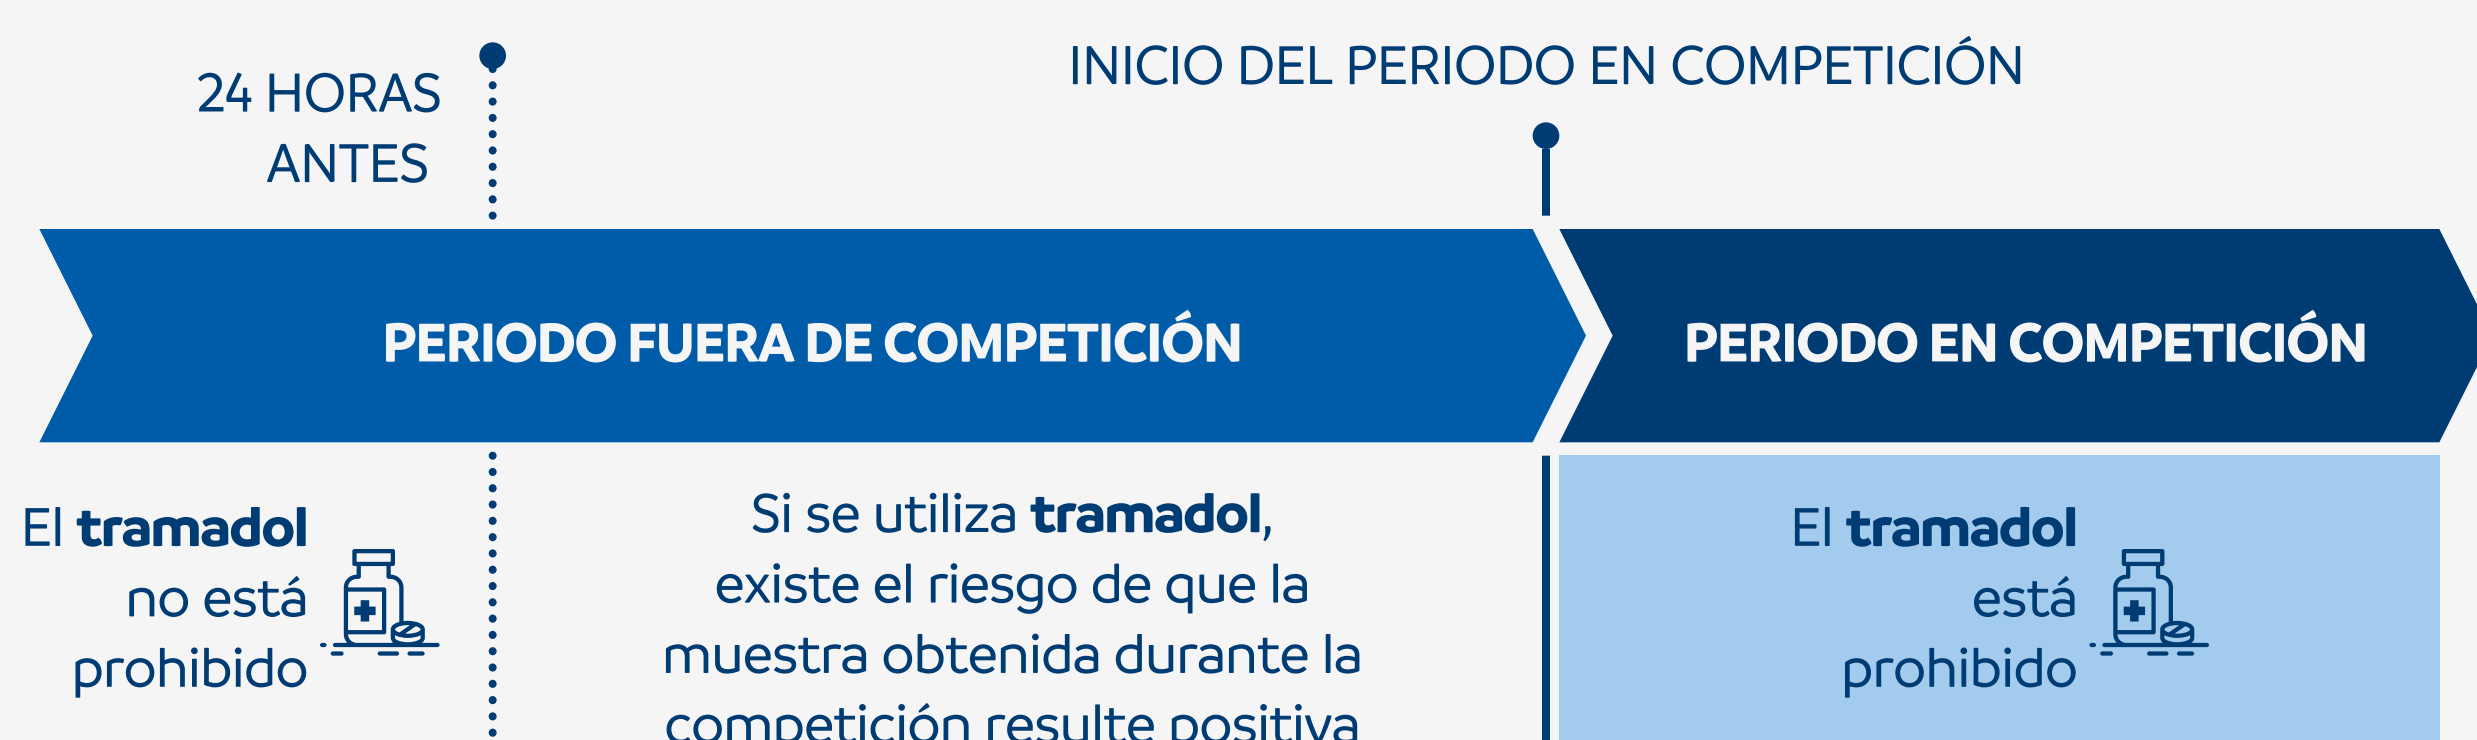 24 HORAS
ANTES
INICIO DEL PERIODO EN COMPETICIÓN
PERIODO FUERA DE COMPETICIÓN
PERIODO EN COMPETICIÓN
El tramadol
no está
prohibido
Si se utiliza tramadol,
existe el riesgo de que la
muestra obtenida durante la
competición resulte positiva
El tramadol
está
prohibido